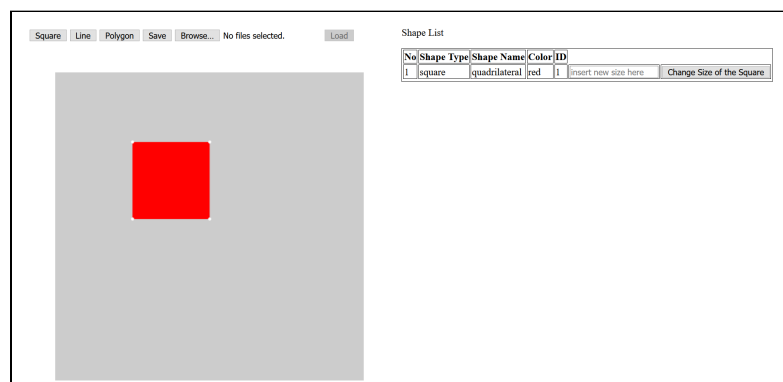 Square Line Polygon Save Browse... No files selected. Load
Shape List
No Shape Type Shape Name Color ID
1 square quadrilateral red 1 insert new size here Change Size of the Square